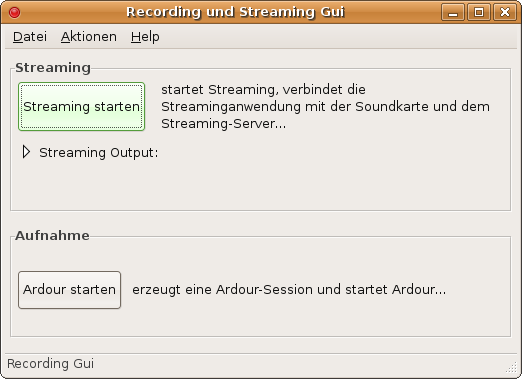 Recording und Streaming Gui
Datei Aktionen Help
Streaming
Streaming starten
startet Streaming, verbindet die
Streaminganwendung mit der Soundkarte und dem
Streaming-Server...
Streaming Output:
Aufnahme
Ardour starten
erzeugt eine Ardour-Session und startet Ardour...
Recording Gui